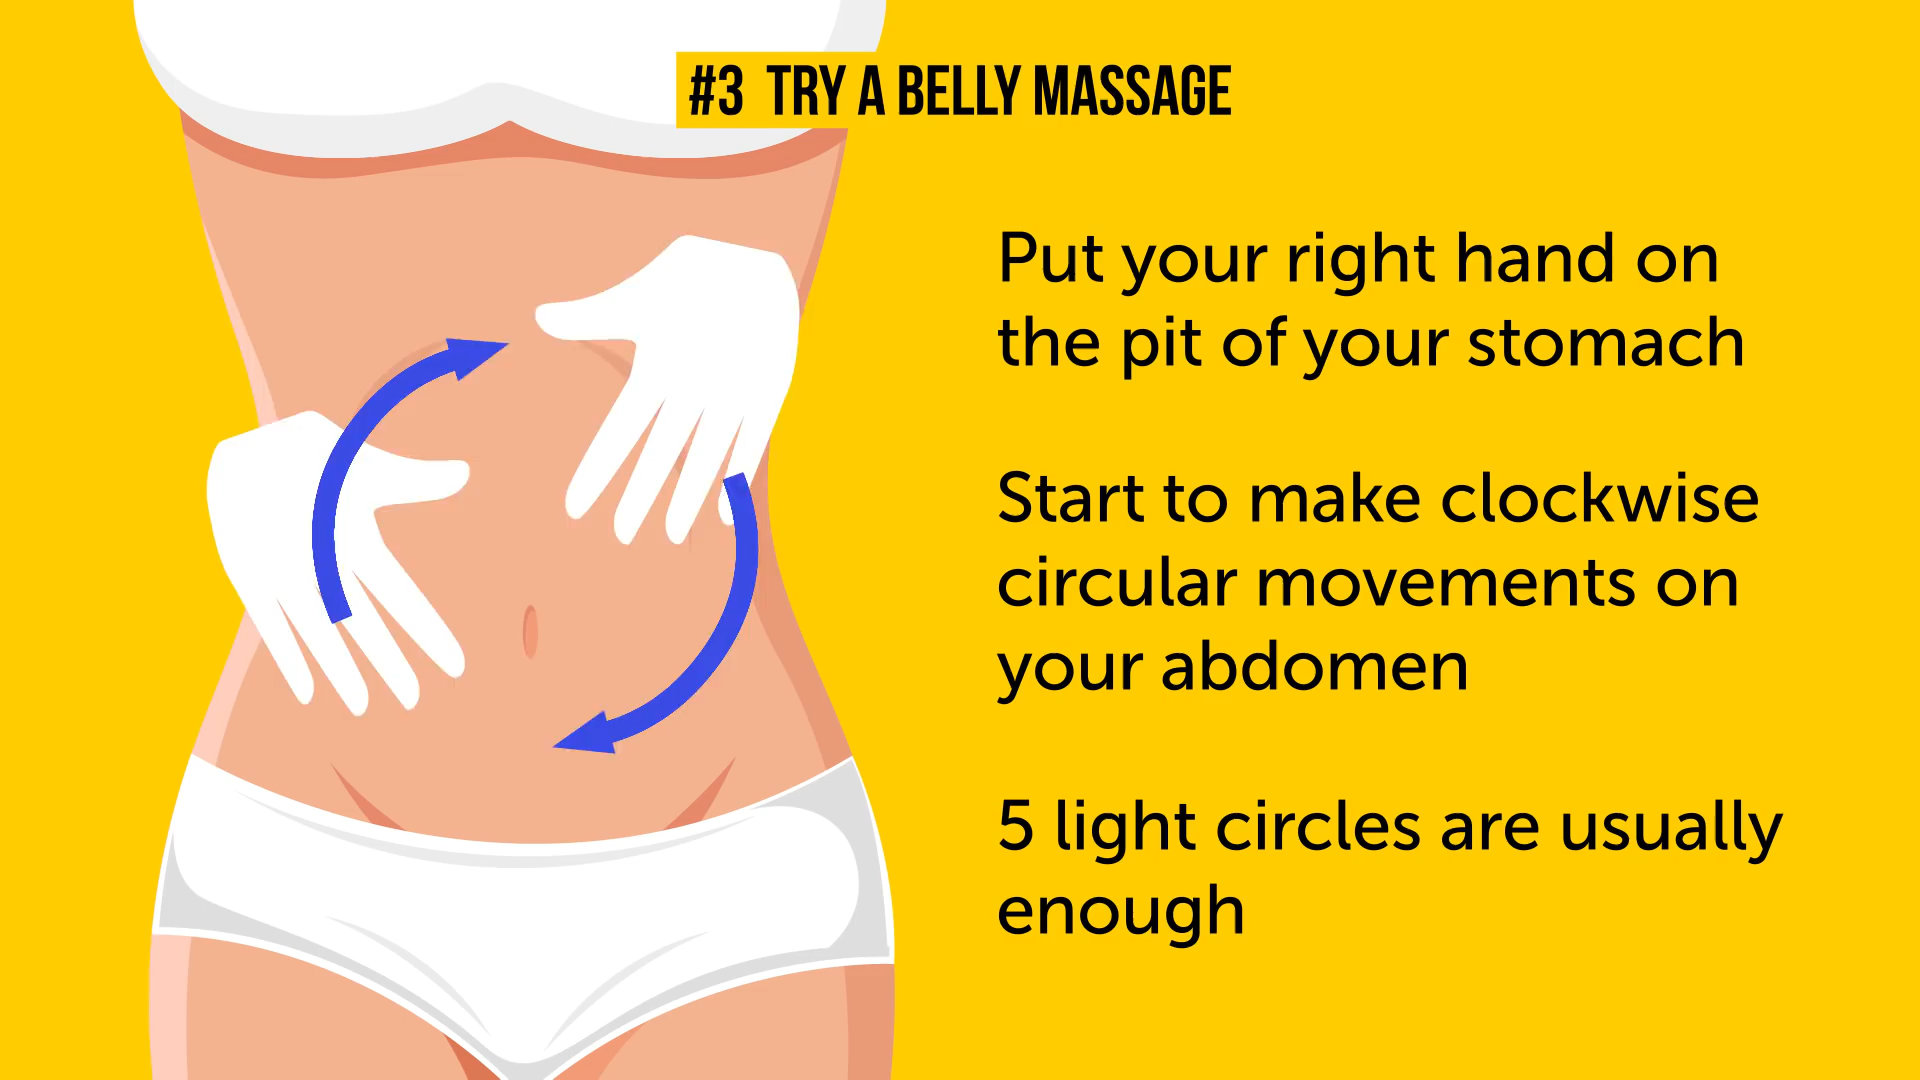 #3 TRY A BELLY MASSAGE
Put your right hand on
the pit of your stomach
Start to make clockwise
circular movements on
your abdomen
5 light circles are usually
enough